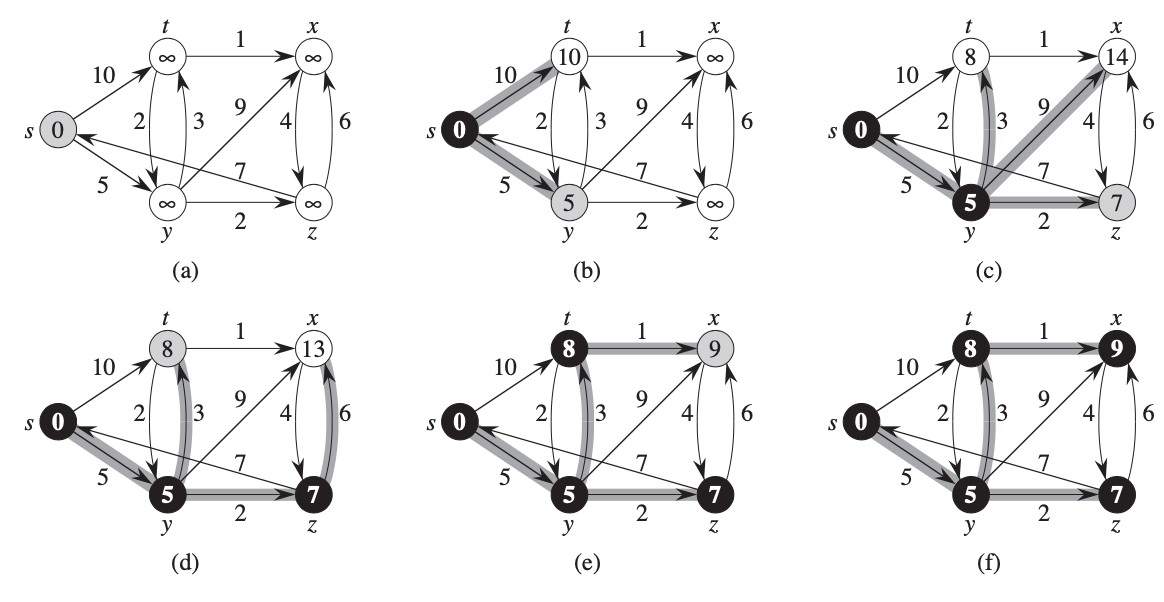 t x t x t x
1 1 1
∞ ∞ 10 ∞ 8 14
10 10 10
9 9 9
s 0 2 3 4 6 s 0 2 3 4 6 s 0 2 3 4 6
7 7 7
5 5 5
∞ ∞ 5 ∞ 5 7
2 2 2
y z y z y z
(a) (b) (c)
t x t x t x
1 1 1
8 13 8 9 8 9
10 10 10
9 9 9
s 0 2 3 4 6 s 0 2 3 4 6 s 0 2 3 4 6
7 7 7
5 5 5
5 7 5 7 5 7
2 2 2
y z y z y z
(d) (e) (f)